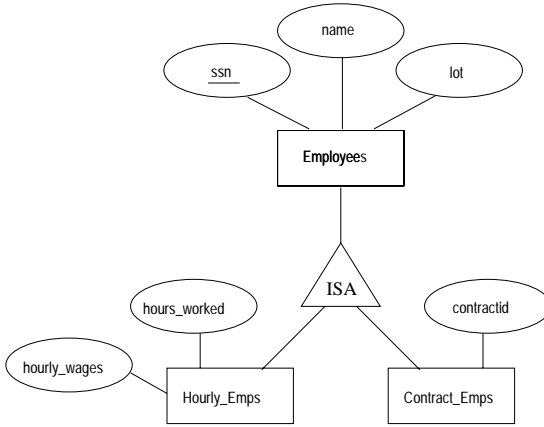 name
ssn
lot
Employees
ISA
hours_worked
contractid
hourly_wages
Hourly_Emps
Contract_Emps